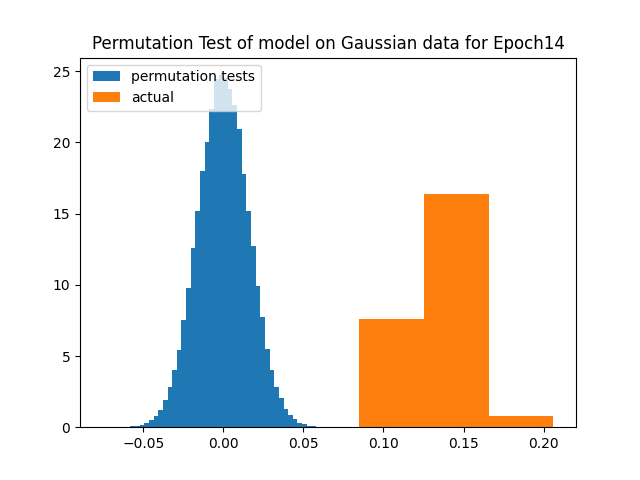 Permutation Test of model on Gaussian data for Epoch14
permutation tests
actual
25
20
15
10
5
0
−0.05 0.00 0.05 0.10 0.15 0.20